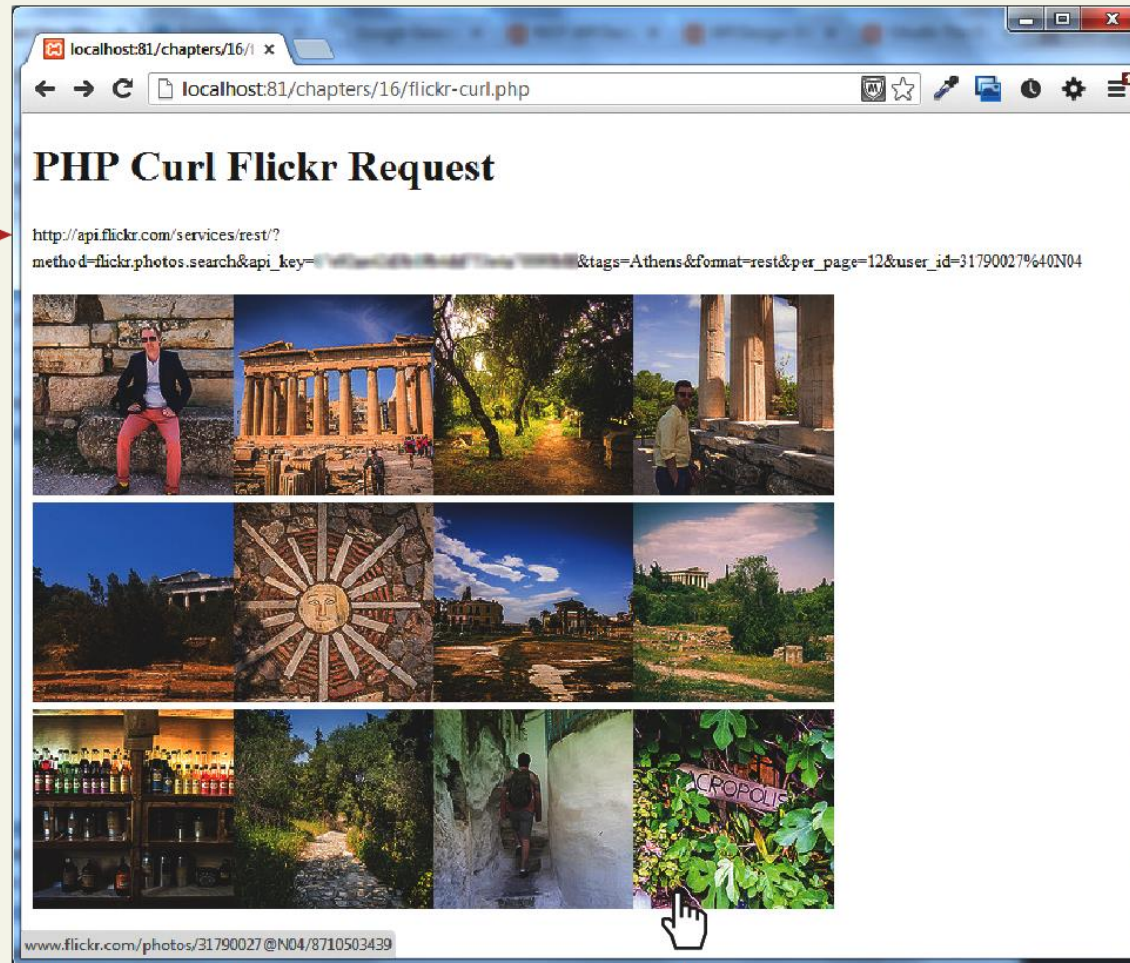 localhost:81/chapters/16/
localhost:81/chapters/16/flickr-curl.php
PHP Curl Flickr Request
http://api.flickr.com/services/rest/?
method=flickr.photos.search&api_key= &tags=Athens&format=rest&per_page=12&user_id=31790027%40N04
ACROPOLIS
www.flickr.com/photos/31790027@N04/8710503439